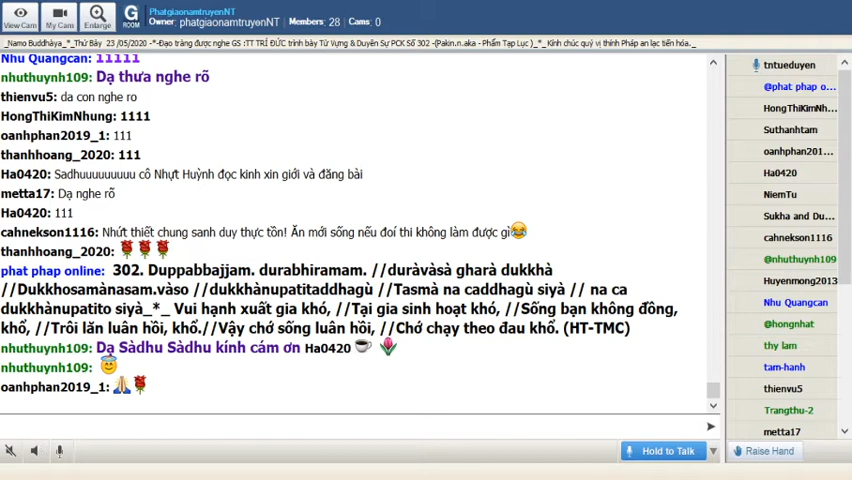 View Cam
My Cams
Enlarge
G
ROOM
PhatgiaonamtruyenNT
Owner: phatgiaonamtruyenNT Members: 28 Cams: 0
_Namo Buddhàya_*_Thứ Bảy 23 /05/2020 -*-Đạo tràng được nghe GS :TT TRÍ ĐỨC trình bày Tứ Vựng & Duyên Sự PCK Số 302 -(Pakin.n.aka - Phẩm Tạp Lục )_*_ Kính chúc quý vị thính Pháp an lạc tiến hóa._
Nhu Quangcan: 11111
nhuthuynh109: Dạ thưa nghe rõ
thienvu5: da con nghe ro
HongThiKimNhung: 1111
oanhphan2019_1: 111
thanhhoang_2020: 111
Ha0420: Sadhuuuuuuuuu cô Nhựt Huỳnh đọc kinh xin giới và đăng bài
metta17: Dạ nghe rõ
Ha0420: 111
cahnekson1116: Nhứt thiết chung sanh duy thực tồn! Ăn mới sống nếu đoí thi không làm được gì😂
thanhhoang_2020: 🌹🌹🌹
phat phap online: 302. Duppabbajjam. durabhiramam. //duràvàsà gharà dukkhà
//Dukkhosamànasam.vàso //dukkhànupatitaddhagù //Tasmà na caddhagù siyà // na ca
dukkhànupatito siyà_*_ Vui hạnh xuất gia khó, //Tại gia sinh hoạt khó, //Sống bạn không đồng,
khổ, //Trôi lăn luân hồi, khổ.//Vậy chớ sống luân hồi, //Chớ chạy theo đau khổ. (HT-TMC)
nhuthuynh109: Dạ Sàdhu Sàdhu kính cám ơn Ha0420 ☕ 🌷
nhuthuynh109: 😇
oanhphan2019_1: 🙏🌹
Hold to Talk
Raise Hand
tntueduyen
@phat phap o...
HongThiKimNh...
Suthanhtam
oanhphan201...
Ha0420
NiemTu
Sukha and Du...
cahnekson1116
@nhuthuynh109
Huyenmong2013
Nhu Quangcan
@hongnhat
thy lam
tam-hanh
thienvu5
Trangthu-2
metta17